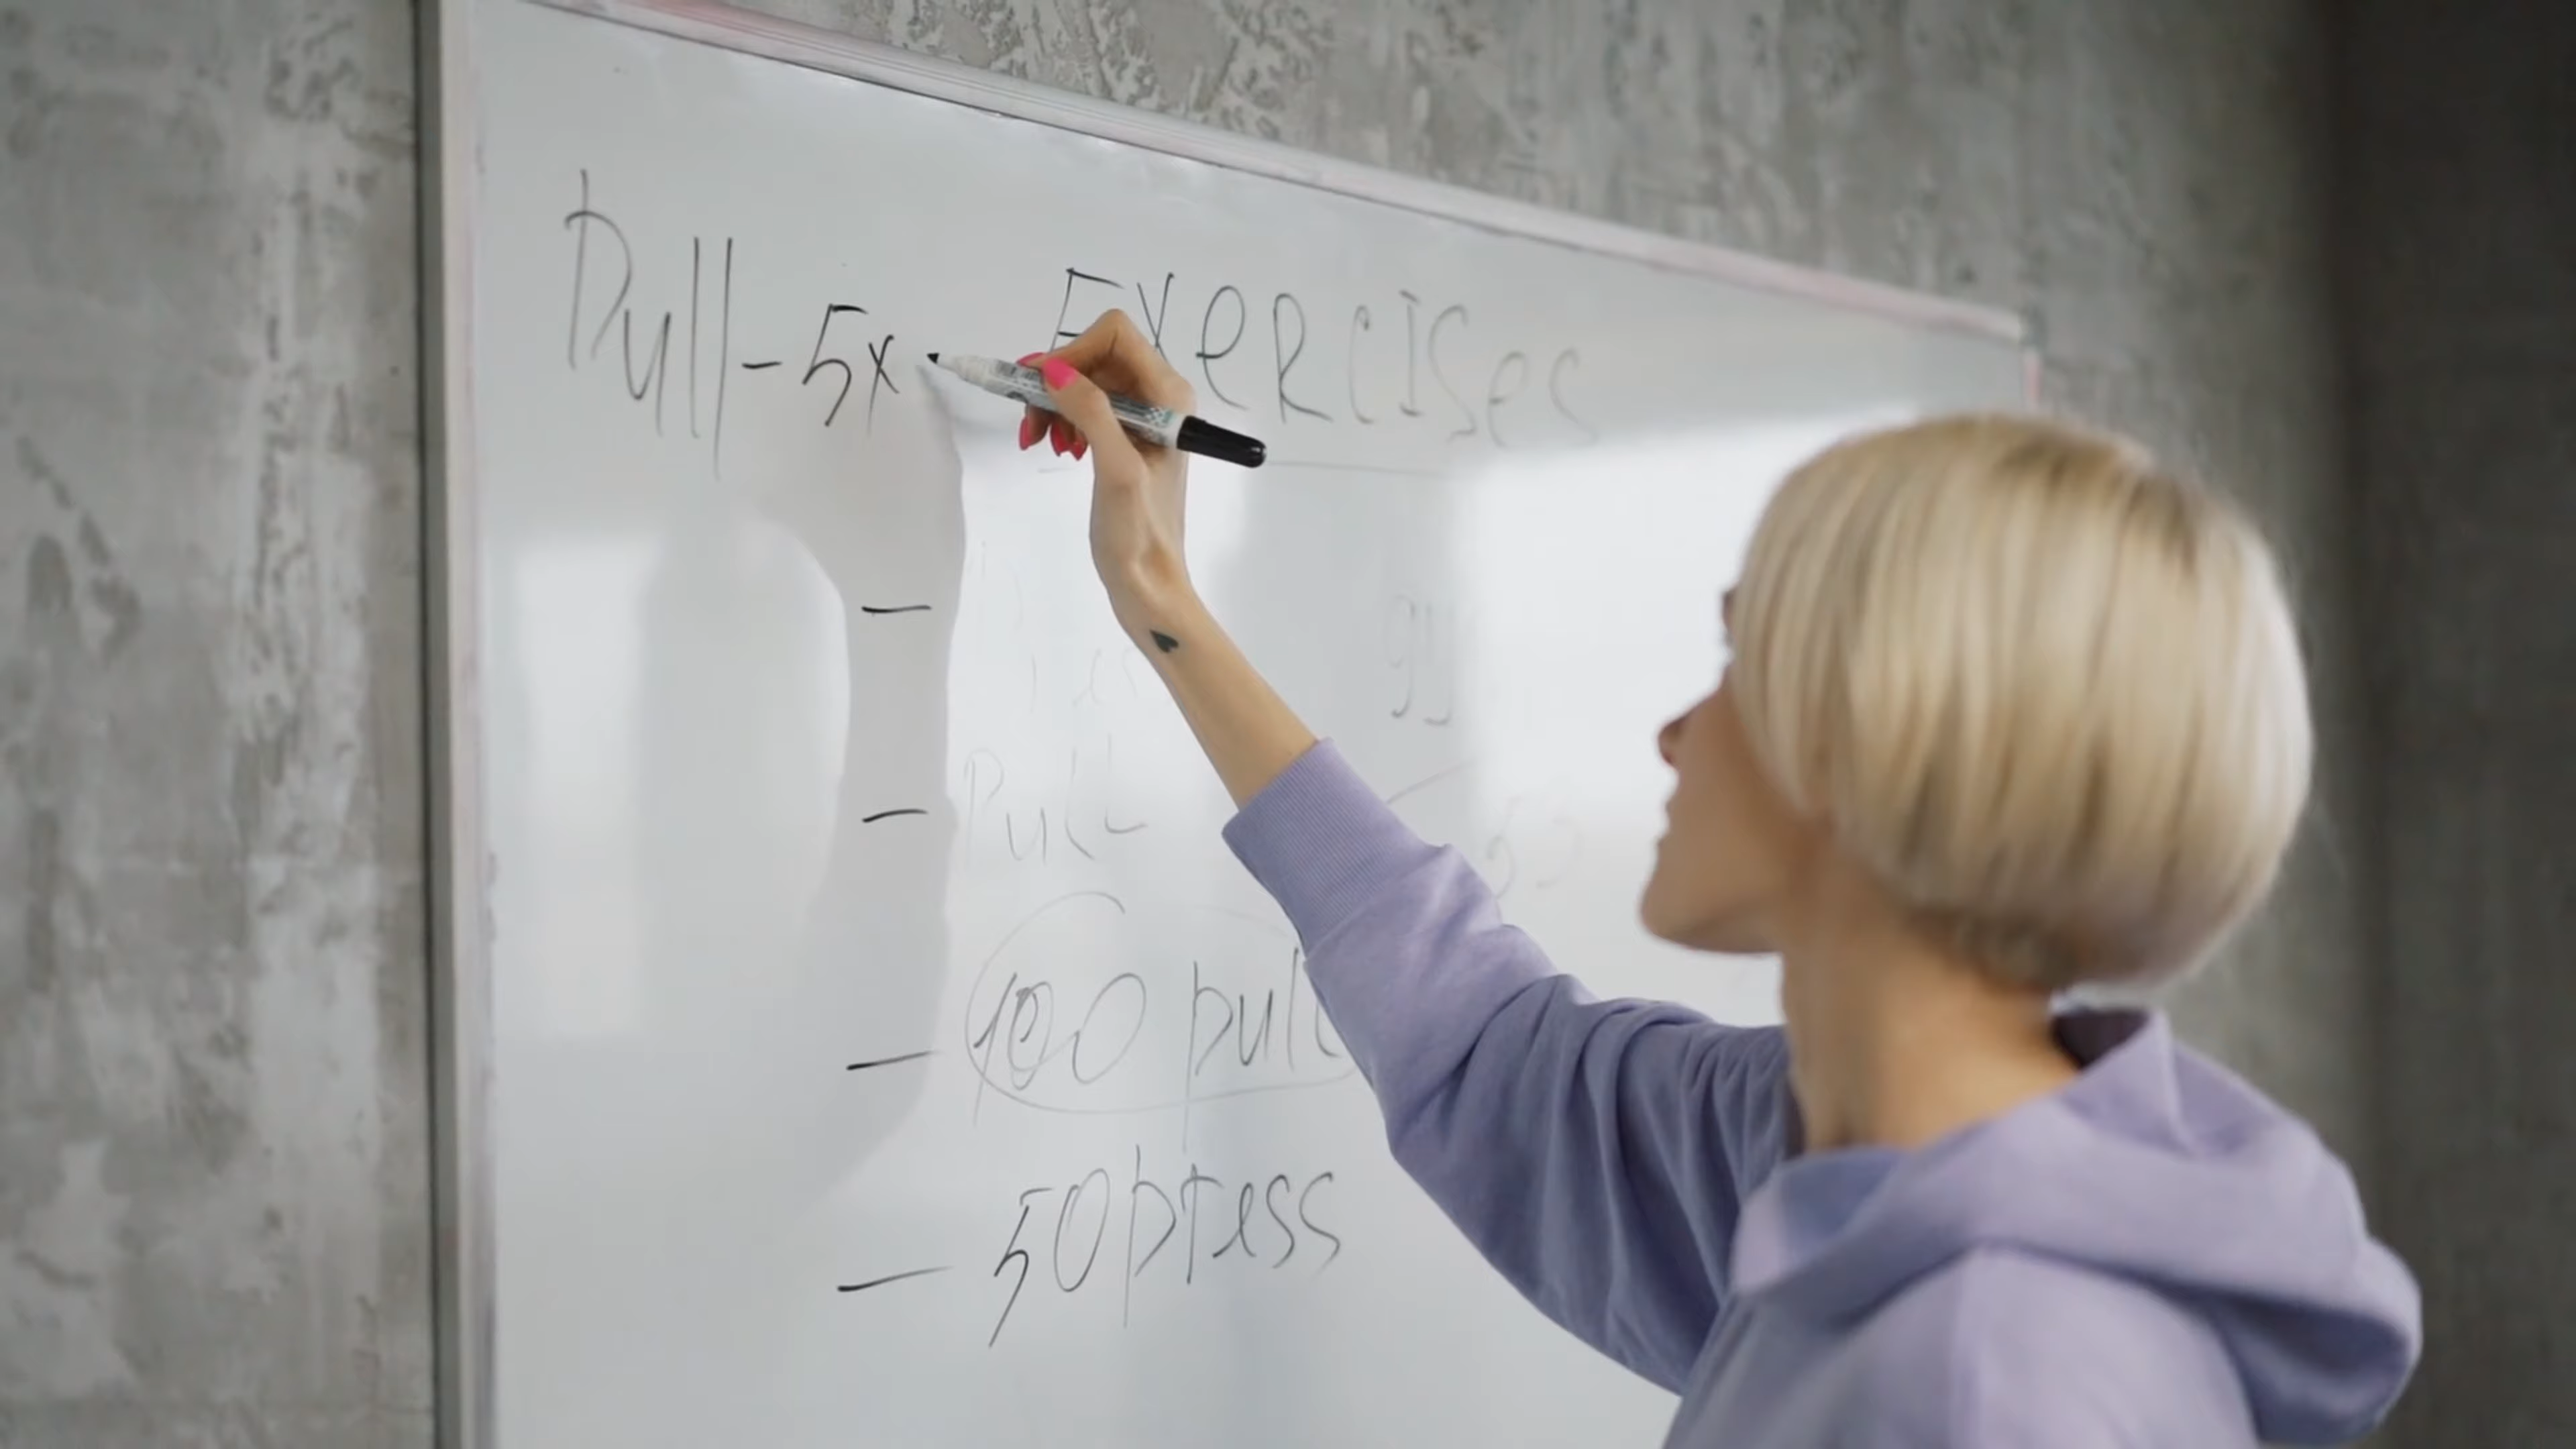 Pull - 5x
Exercises
-
- Pull
- 100 pull
- 50 press